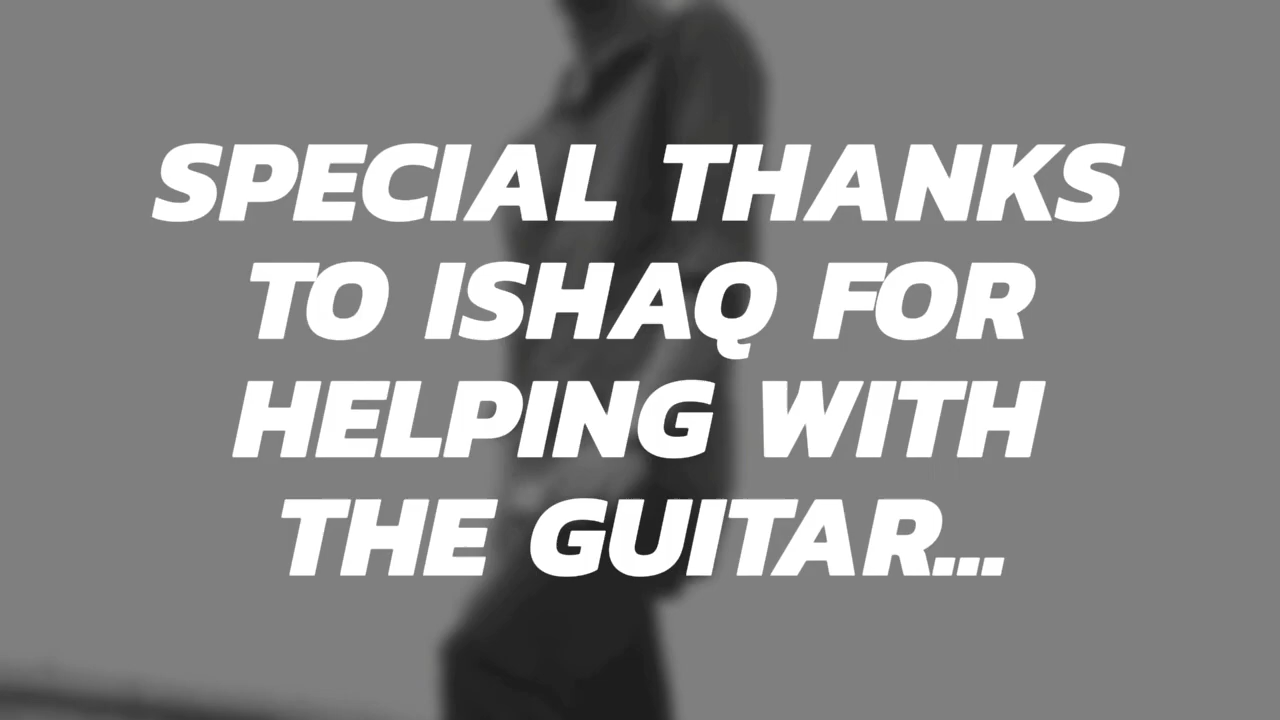 SPECIAL THANKS
TO ISHAQ FOR
HELPING WITH
THE GUITAR...